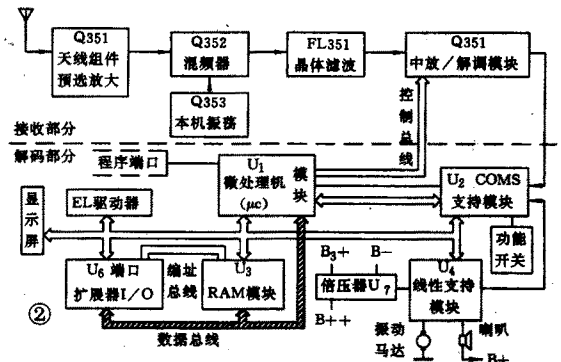 Q351
天线组件
预选放大
Q352
混频器
FL351
晶体滤波
Q351
中放/解调模块
Q353
本机振荡
控制总线
接收部分
解码部分
程序端口
U1
微处理机
(μc)
模块
U2 COMS
支持模块
显示屏
EL驱动器
功能
开关
U6 端口
扩展器I/O
编址
总线
U3
RAM模块
B3+
B-
倍压器U7
B++
U4
线性支持
模块
数据总线
振动
马达
喇叭
B+
②